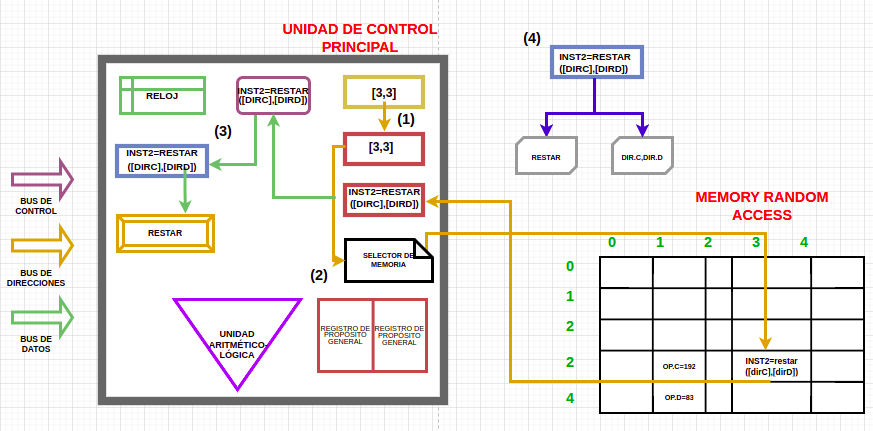 UNIDAD DE CONTROL
PRINCIPAL
RELOJ
INST2=RESTAR
([DIRC],[DIRD])
[3,3]
(1)
[3,3]
(3)
INST2=RESTAR
([DIRC],[DIRD])
INST2=RESTAR
([DIRC],[DIRD])
RESTAR
SELECTOR DE
MEMORIA
(2)
UNIDAD
ARITMÉTICO-
LÓGICA
REGISTRO DE
PROPÓSITO
GENERAL
REGISTRO DE
PROPÓSITO
GENERAL
BUS DE
CONTROL
BUS DE
DIRECCIONES
BUS DE
DATOS
(4)
INST2=RESTAR
([DIRC],[DIRD])
RESTAR
DIR.C,DIR.D
MEMORY RANDOM
ACCESS
0 1 2 3 4
0
1
2
2
OP.C=192
INST2=restar
([dirC],[dirD])
4
OP.D=83